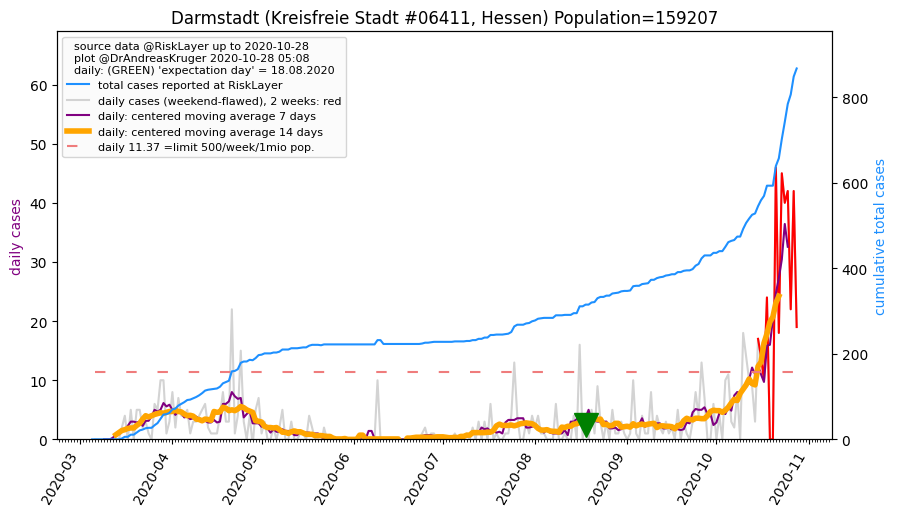 Darmstadt (Kreisfreie Stadt #06411, Hessen) Population=159207
source data @RiskLayer up to 2020-10-28
plot @DrAndreasKruger 2020-10-28 05:08
daily: (GREEN) 'expectation day' = 18.08.2020
total cases reported at RiskLayer
daily cases (weekend-flawed), 2 weeks: red
daily: centered moving average 7 days
daily: centered moving average 14 days
daily 11.37 =limit 500/week/1mio pop.
daily cases
60
50
40
30
20
10
0
cumulative total cases
800
600
400
200
0
2020-03
2020-04
2020-05
2020-06
2020-07
2020-08
2020-09
2020-10
2020-11